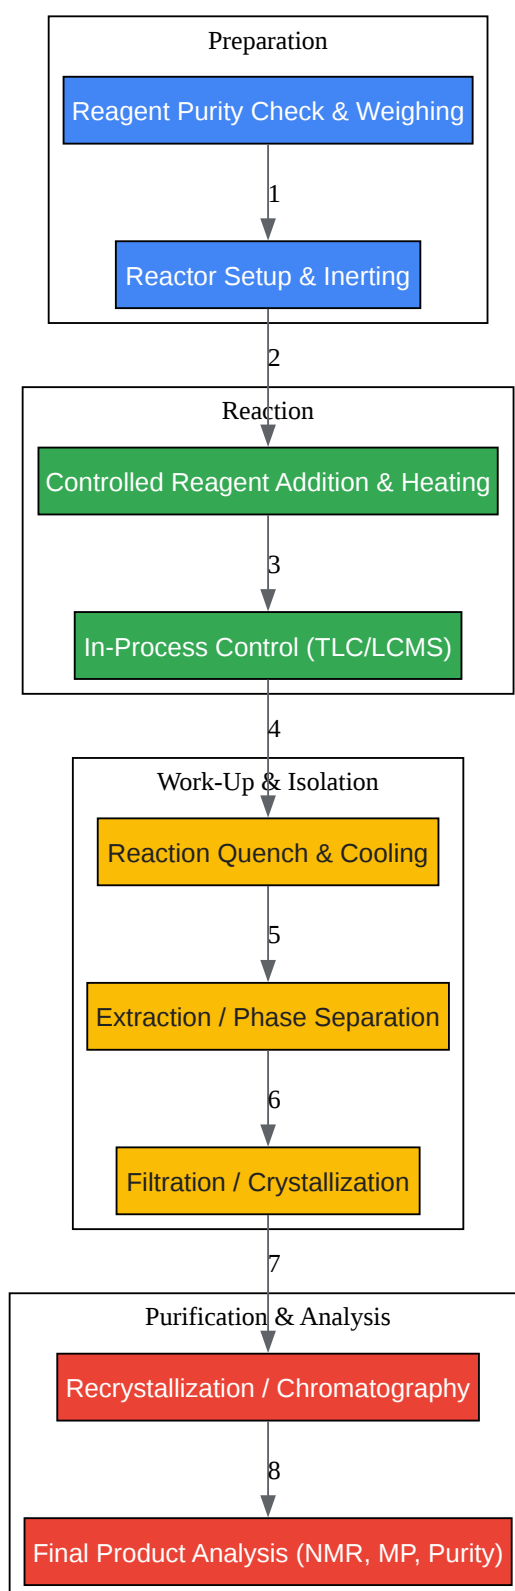 Preparation
Reagent Purity Check & Weighing
1
Reactor Setup & Inerting
2
Reaction
Controlled Reagent Addition & Heating
3
In-Process Control (TLC/LCMS)
4
Work-Up & Isolation
Reaction Quench & Cooling
5
Extraction / Phase Separation
6
Filtration / Crystallization
7
Purification & Analysis
Recrystallization / Chromatography
8
Final Product Analysis (NMR, MP, Purity)